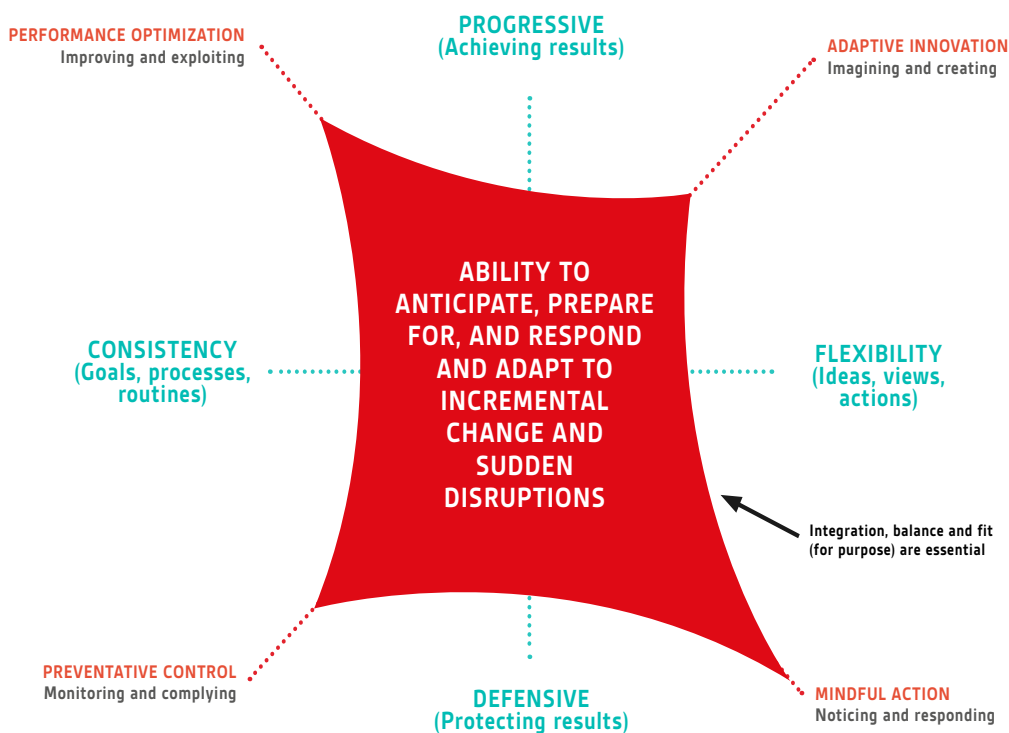 PROGRESSIVE
(Achieving results)
PERFORMANCE OPTIMIZATION
Improving and exploiting
ADAPTIVE INNOVATION
Imagining and creating
ABILITY TO
ANTICIPATE, PREPARE
FOR, AND RESPOND
AND ADAPT TO
INCREMENTAL
CHANGE AND
SUDDEN
DISRUPTIONS
CONSISTENCY
(Goals, processes,
routines)
FLEXIBILITY
(Ideas, views,
actions)
Integration, balance and fit
(for purpose) are essential
PREVENTATIVE CONTROL
Monitoring and complying
DEFENSIVE
(Protecting results)
MINDFUL ACTION
Noticing and responding